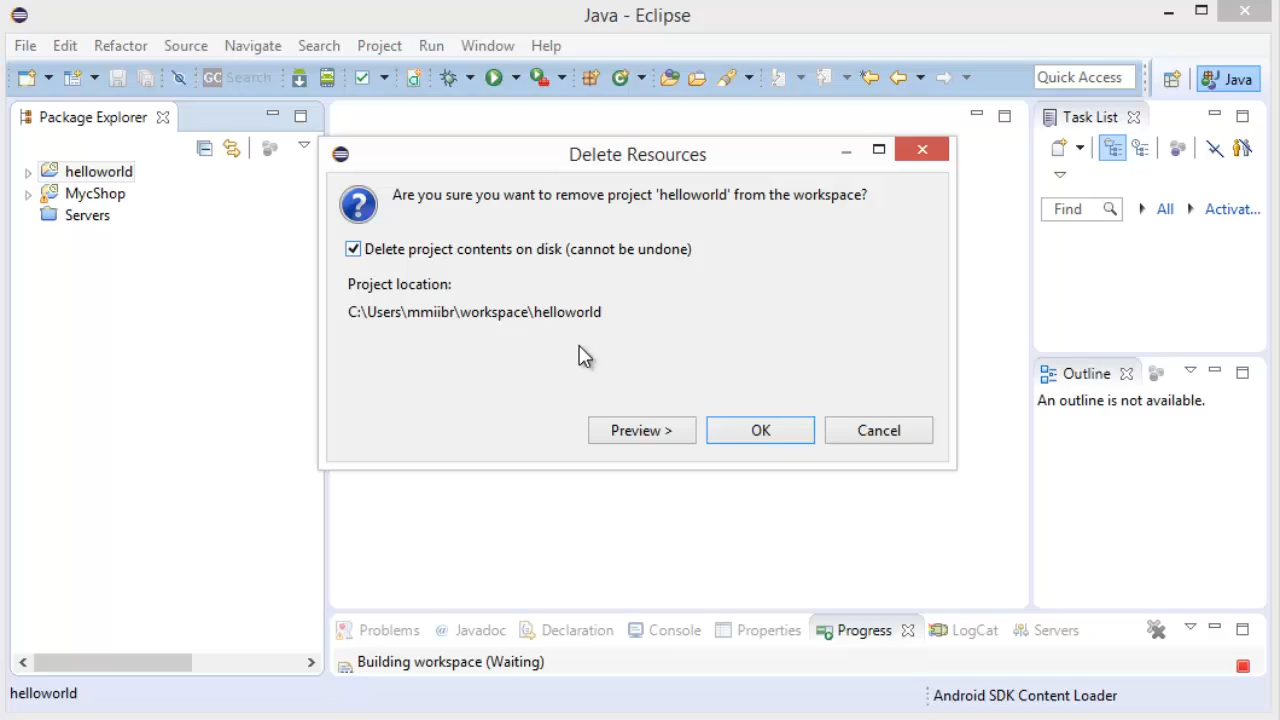 Java - Eclipse
File Edit Refactor Source Navigate Search Project Run Window Help
GC Search Quick Access Java
Package Explorer
helloworld
MycShop
Servers
Delete Resources
Are you sure you want to remove project 'helloworld' from the workspace?
Delete project contents on disk (cannot be undone)
Project location:
C:\Users\mmiibr\workspace\helloworld
Preview > OK Cancel
Task List
Find All Activat...
Outline
An outline is not available.
Problems @ Javadoc Declaration Console Properties Progress LogCat Servers
Building workspace (Waiting)
helloworld Android SDK Content Loader